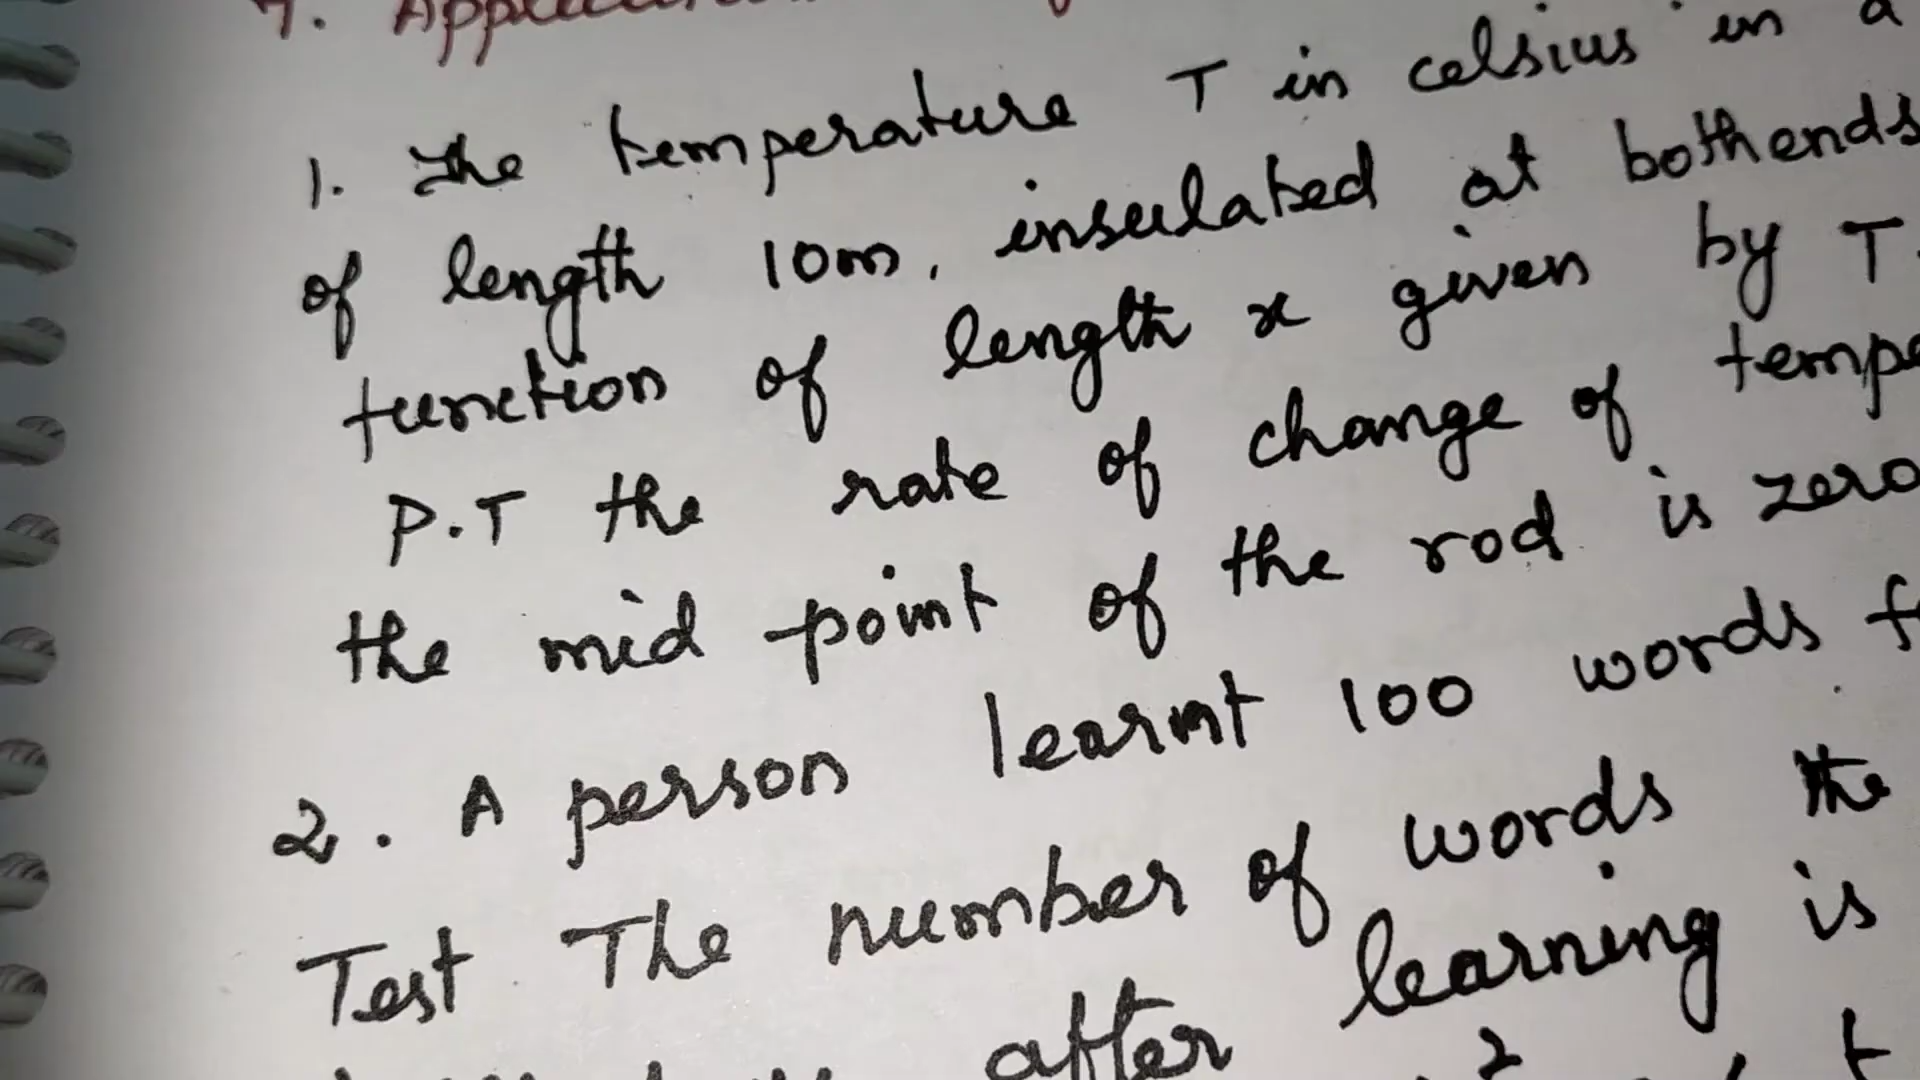 7.
1. The temperature T in celsius in a
of length 10m, insulated at both ends
function of length x given by T
P.T the rate of change of
the mid point of the rod is zero
2. A person learnt 100 words
Test The number of words the
after learning is
2 t